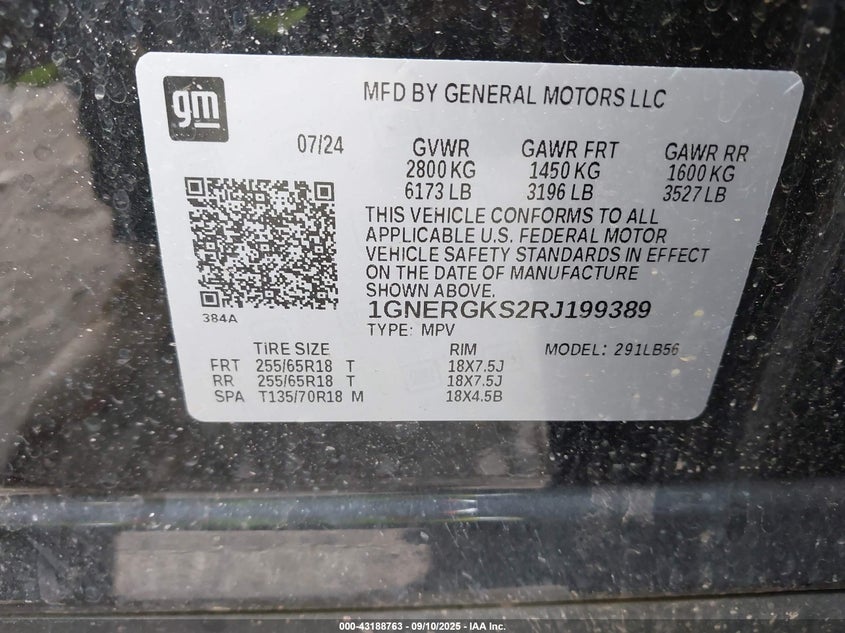 gm
MFD BY GENERAL MOTORS LLC
07/24 GVWR GAWR FRT GAWR RR
2800 KG 1450 KG 1600 KG
6173 LB 3196 LB 3527 LB
THIS VEHICLE CONFORMS TO ALL
APPLICABLE U.S. FEDERAL MOTOR
VEHICLE SAFETY STANDARDS IN EFFECT
ON THE DATE OF MANUFACTURE
SHOWN ABOVE.
384A
1GNERGKS2RJ199389
TYPE: MPV
TIRE SIZE RIM MODEL: 291LB56
FRT 255/65R18 T 18X7.5J
RR 255/65R18 T 18X7.5J
SPA T135/70R18 M 18X4.5B
000-43188763 - 09/10/2025 - IAA Inc.